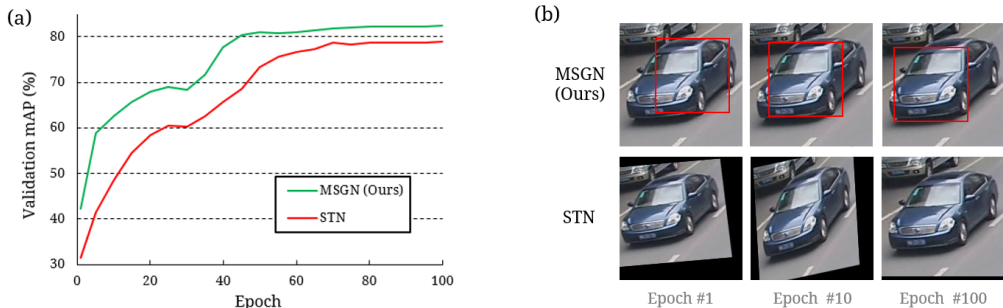 (a)
Validation mAP (%)
80
70
60
50
40
30
MSGN (Ours)
STN
0
20
40
60
80
100
Epoch
(b)
MSGN
(Ours)
STN
Epoch #1
Epoch #10
Epoch #100